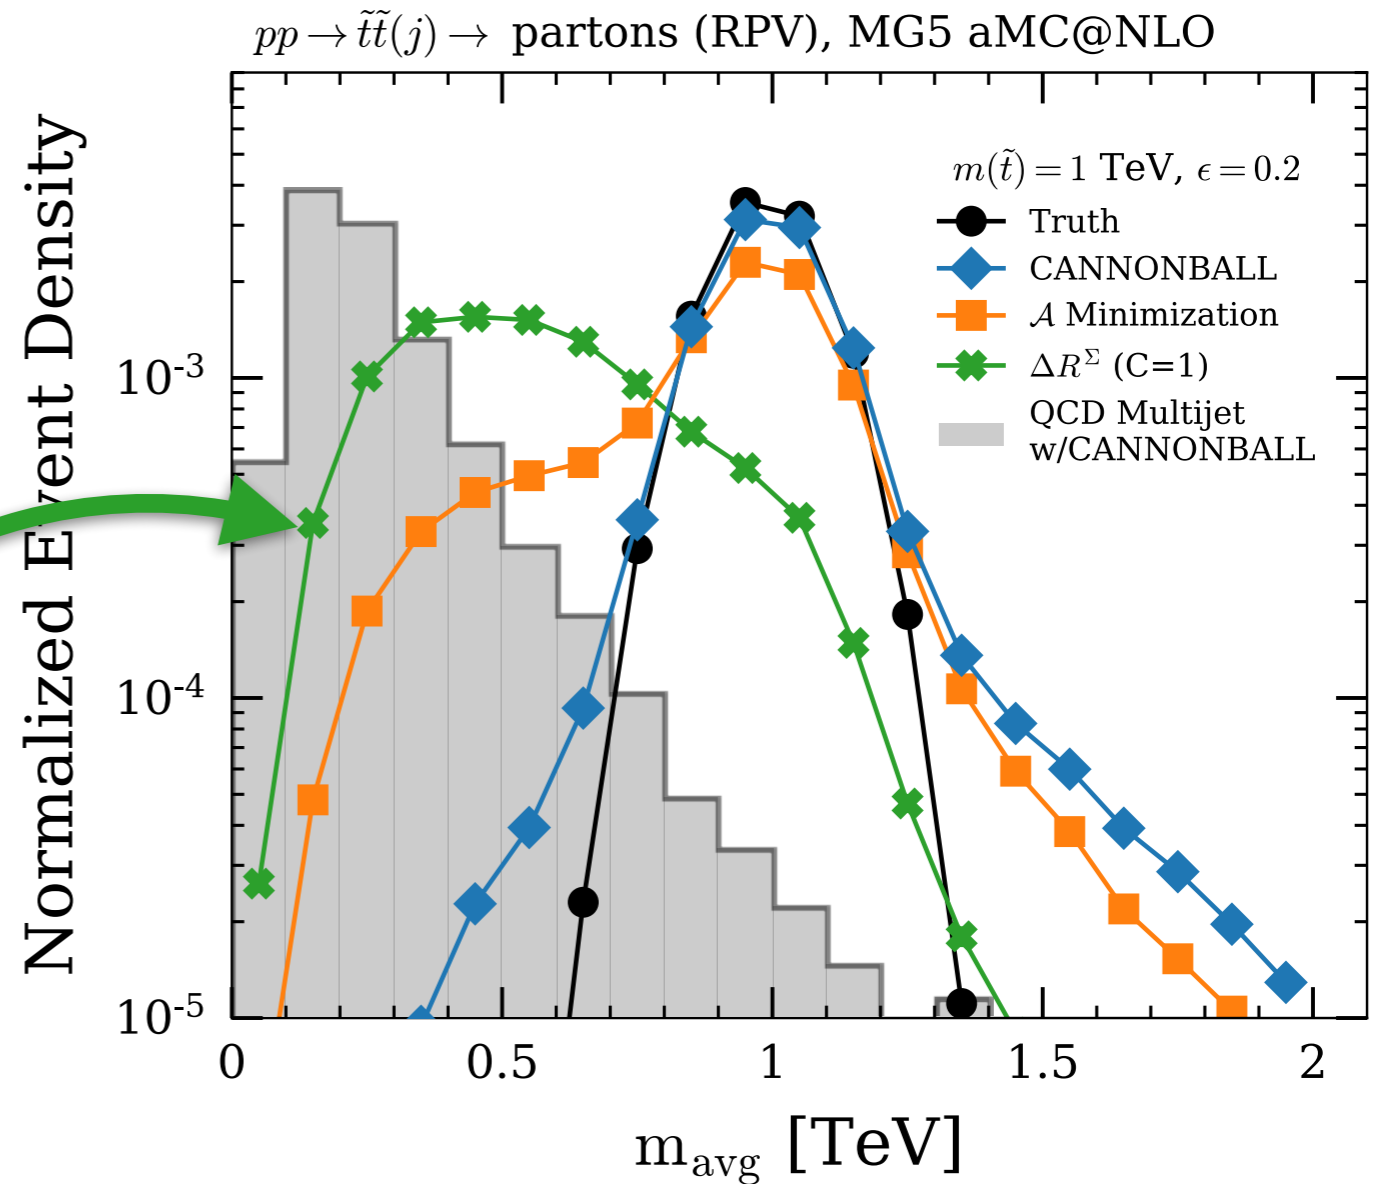 pp → t̃t̃(j) → partons (RPV), MG5 aMC@NLO
Normalized Event Density
10⁻³
10⁻⁴
10⁻⁵
m(t̃) = 1 TeV, ϵ = 0.2
Truth
CANNONBALL
𝒜 Minimization
ΔR^Σ (C=1)
QCD Multijet
w/CANNONBALL
0 0.5 1 1.5 2
m_avg [TeV]